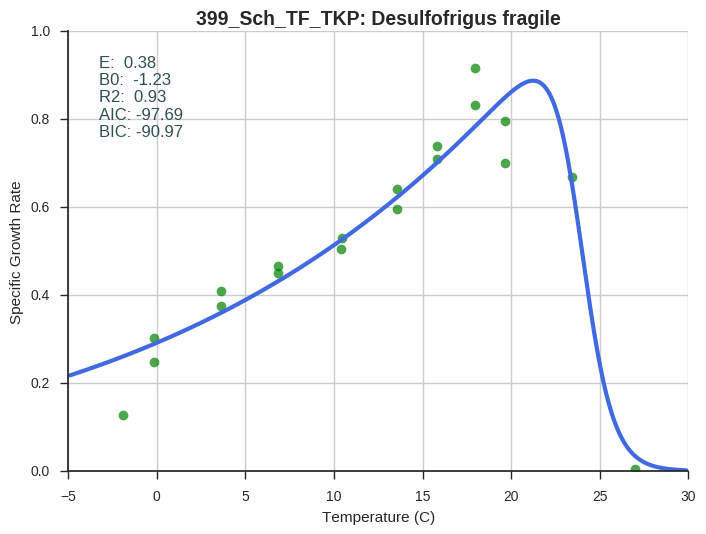 399_Sch_TF_TKP: Desulfofrigus fragile
E:  0.38
B0:  -1.23
R2:  0.93
AIC: -97.69
BIC: -90.97
1.0
0.8
0.6
0.4
0.2
0.0
Specific Growth Rate
−5 0 5 10 15 20 25 30
Temperature (C)